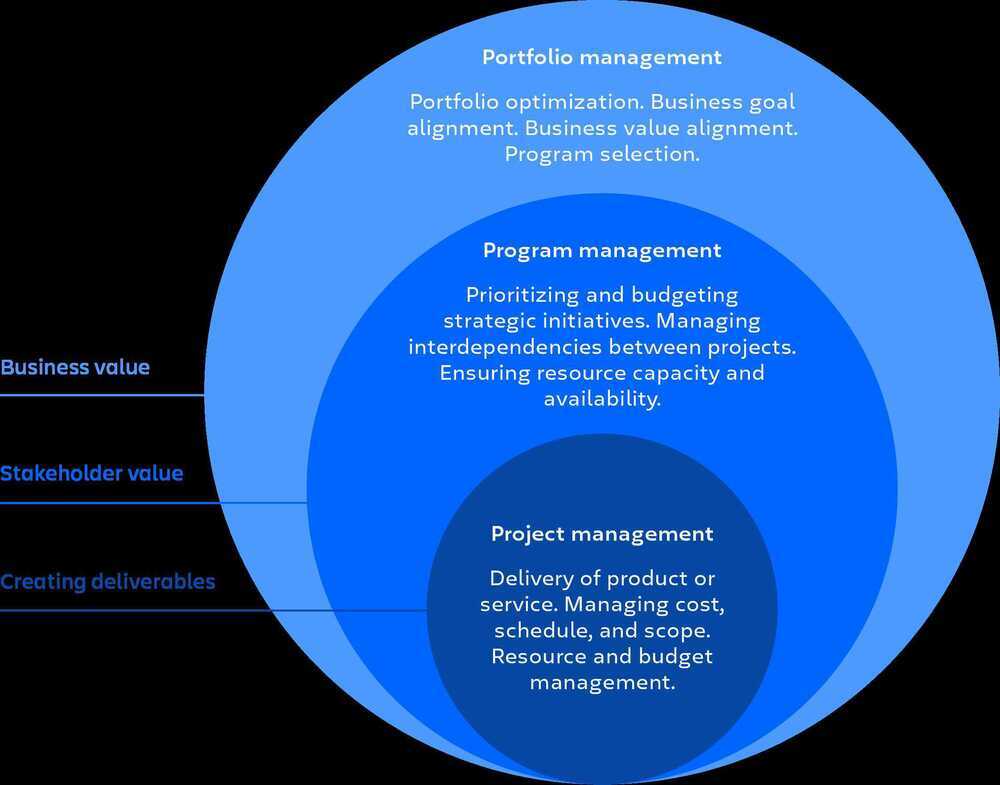 Portfolio management
Portfolio optimization. Business goal
alignment. Business value alignment.
Program selection.
Program management
Prioritizing and budgeting
strategic initiatives. Managing
interdependencies between projects.
Ensuring resource capacity and
availability.
Business value
Stakeholder value
Creating deliverables
Project management
Delivery of product or
service. Managing cost,
schedule, and scope.
Resource and budget
management.